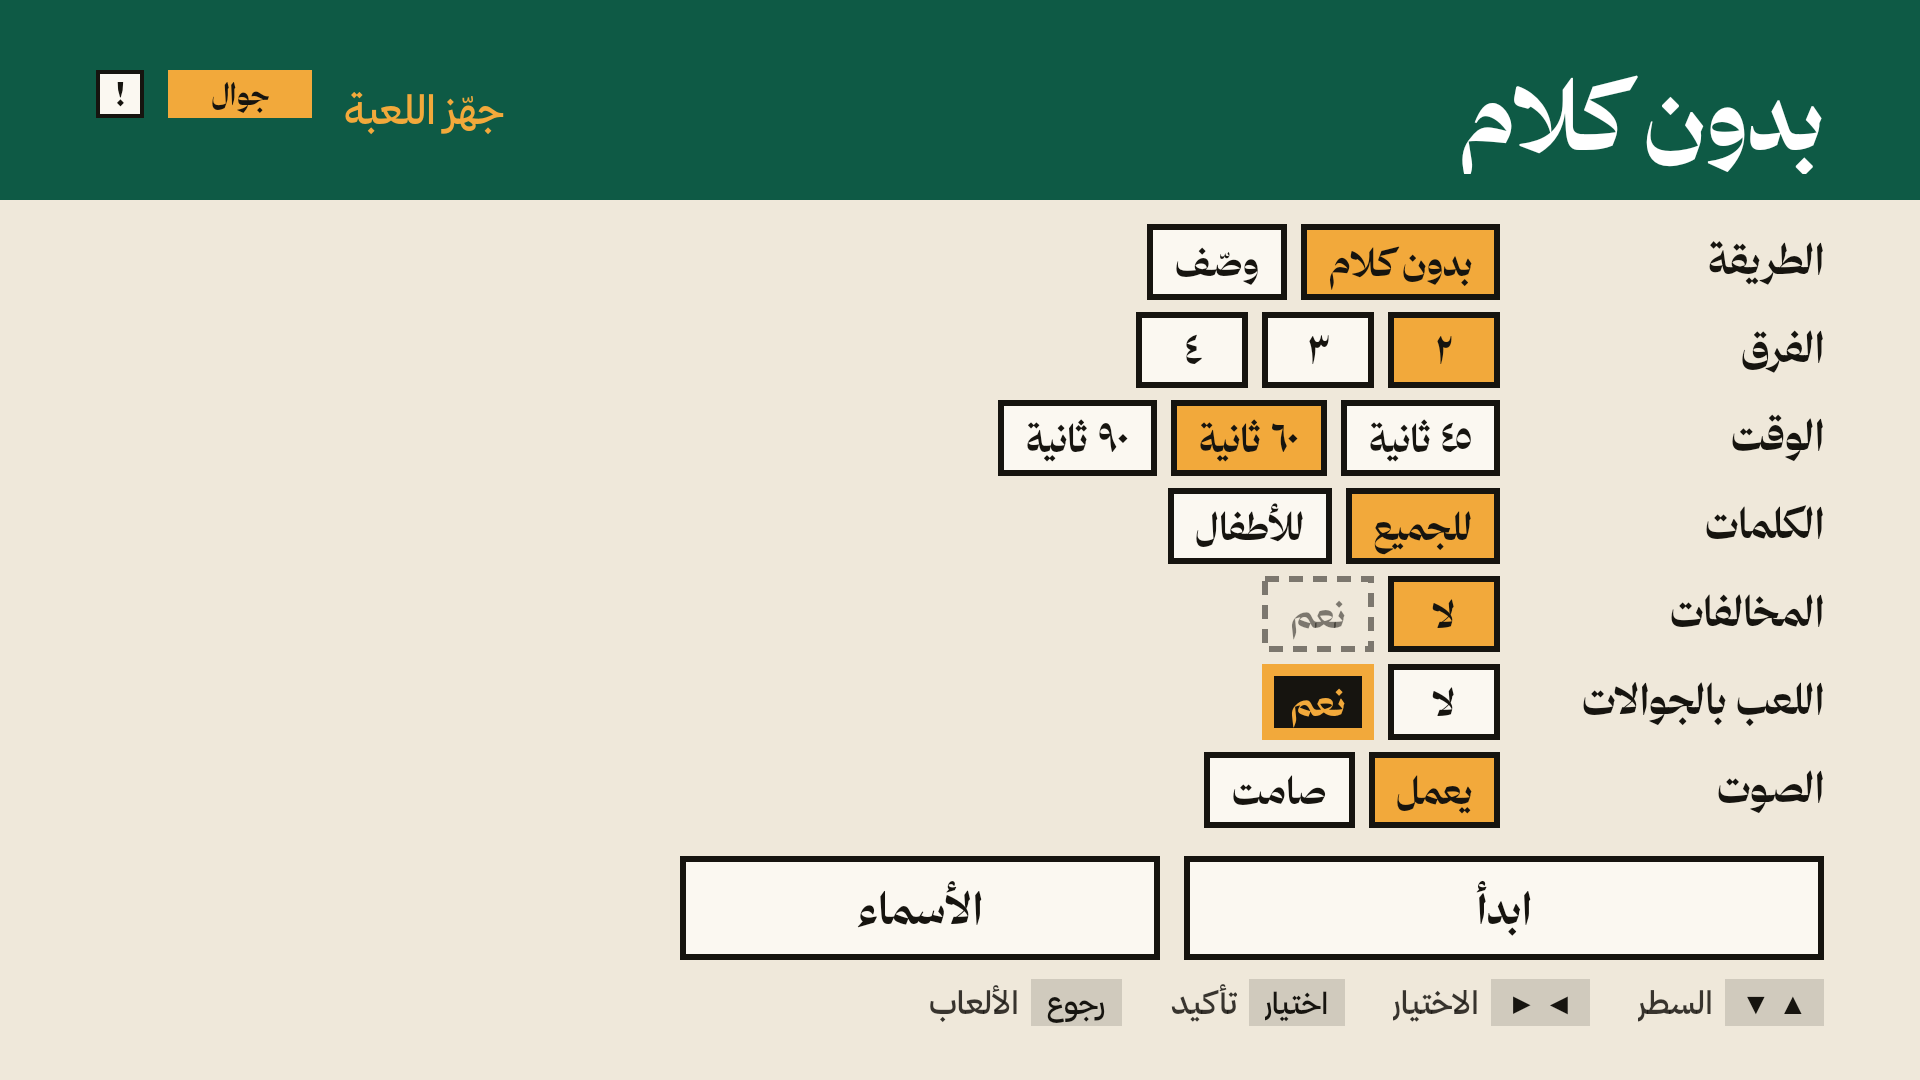 بدون كلام
جهّز اللعبة جوال !
الطريقة بدون كلام وصّف
الفرق ٢ ٣ ٤
الوقت ٤٥ ثانية ٦٠ ثانية ٩٠ ثانية
الكلمات للجميع للأطفال
المخالفات لا نعم
اللعب بالجوالات لا نعم
الصوت يعمل صامت
ابدأ الأسماء
▲ ▼ السطر ◀ ▶ الاختيار اختيار تأكيد رجوع الألعاب